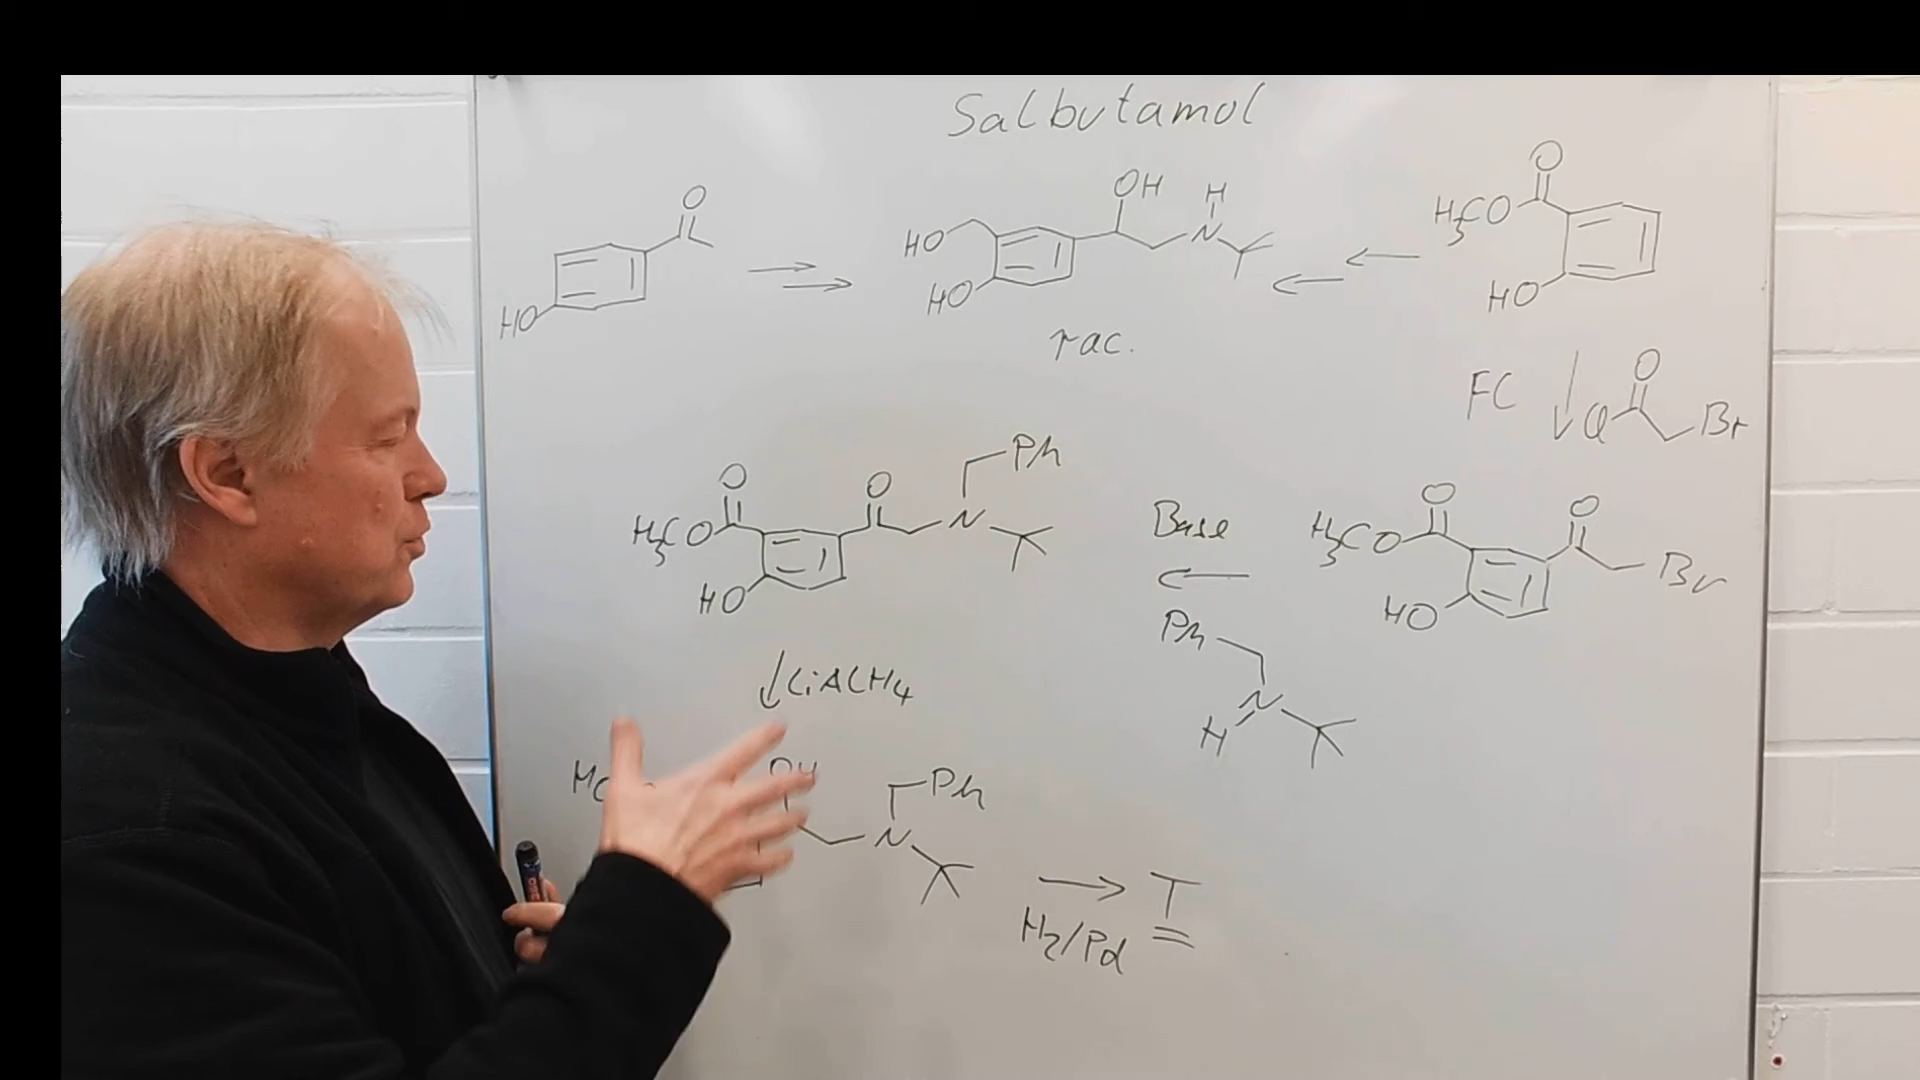 Salbutamol
O
HO
OH
H
HO
N
HO
rac.
O
H₃CO
HO
FC
O
Cl
Br
O
O
Ph
H₃CO
N
HO
Base
Ph
H
N
O
O
H₃CO
Br
HO
LiAlH4
OH
Ph
N
H₂/Pd
T